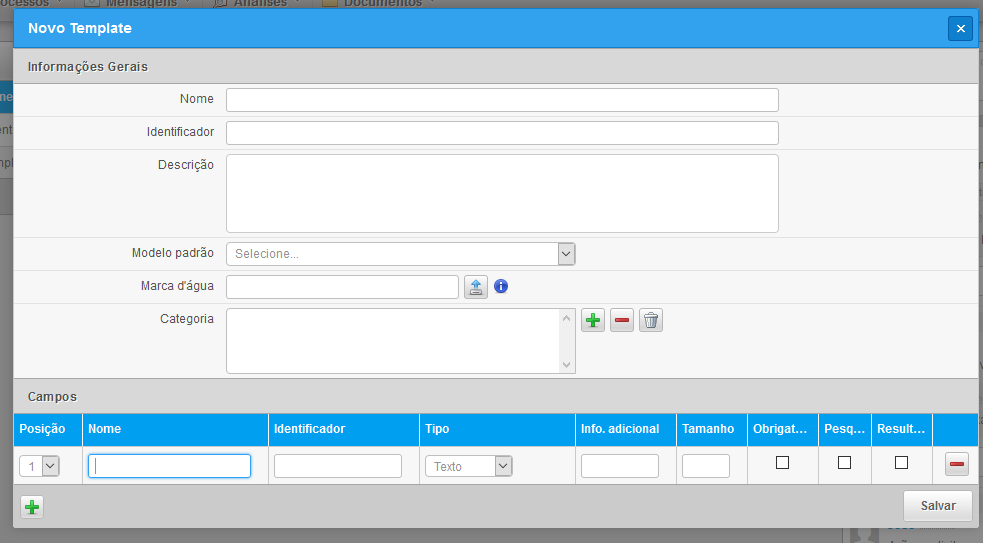 Mensagens
Análises
Documentos
Novo Template
Informações Gerais
Nome
Identificador
Descrição
Modelo padrão Selecione...
Marca d'água
Categoria
Campos
Posição Nome Identificador Tipo Info. adicional Tamanho Obrigat... Pesq... Result...
1 Texto
Salvar